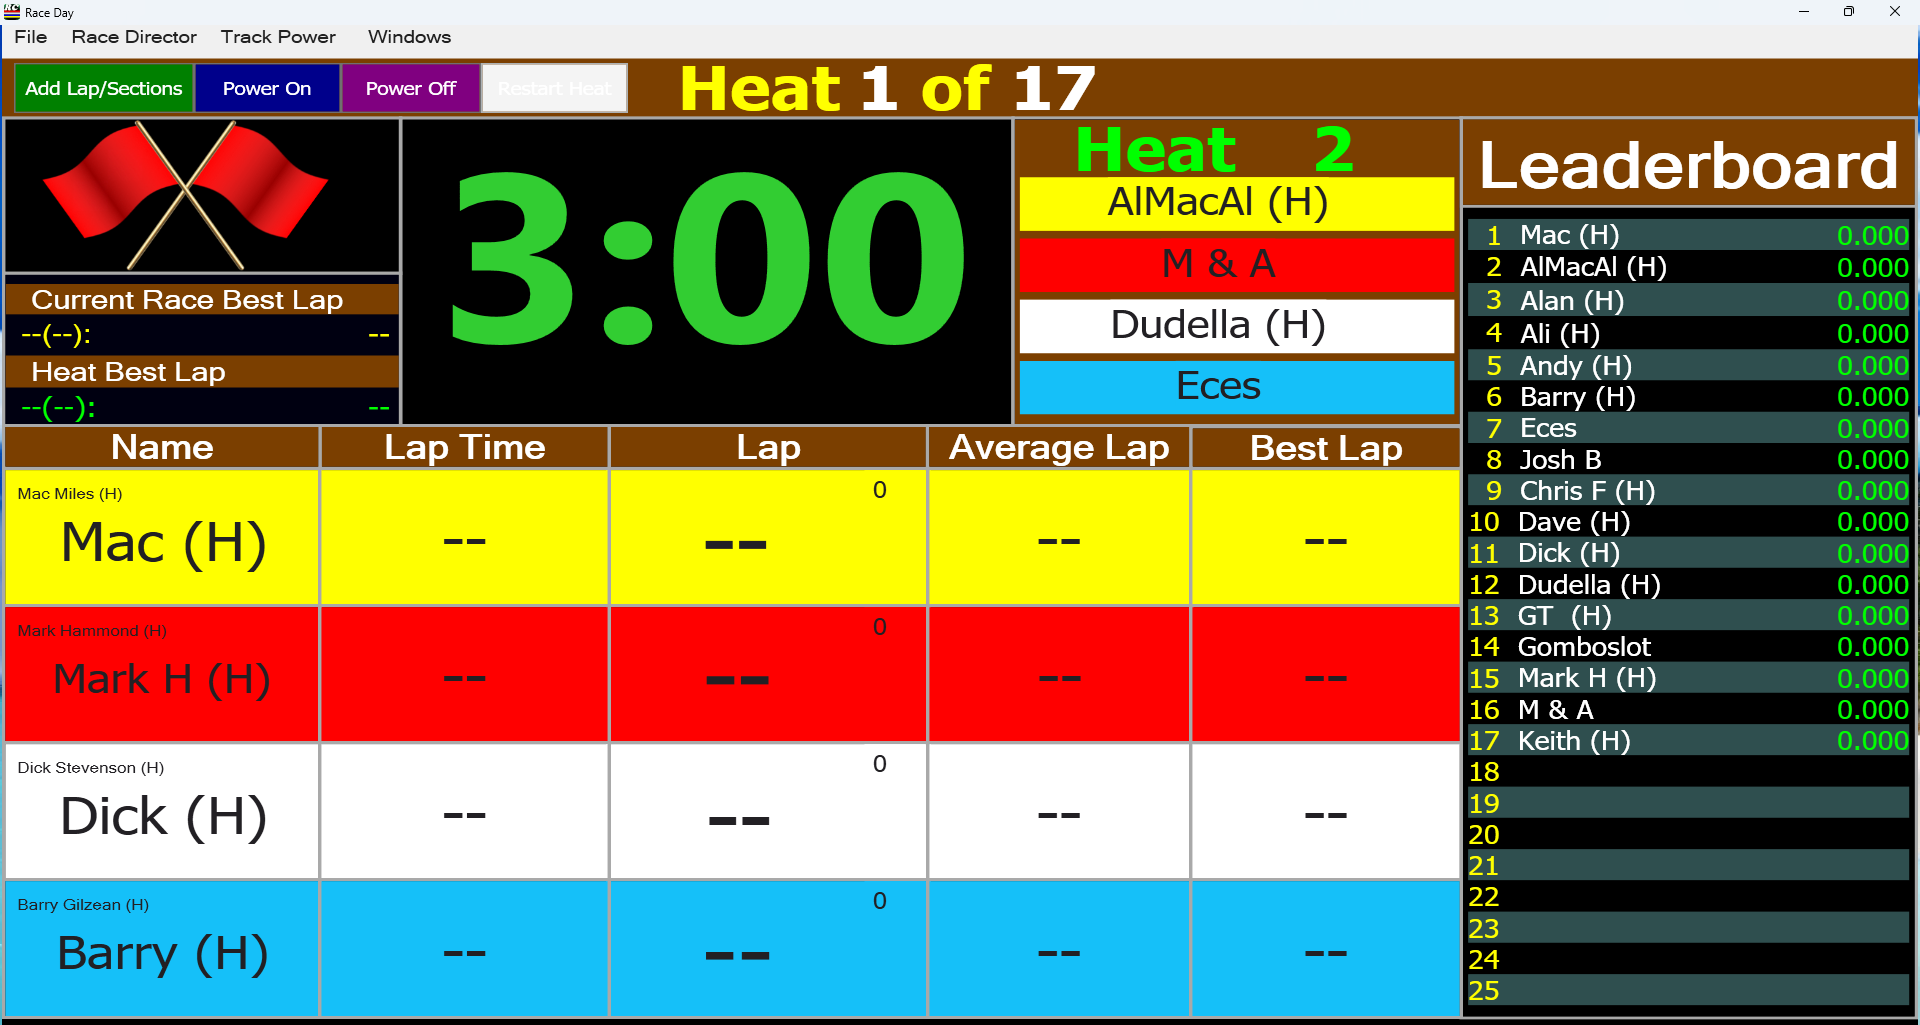 Race Day
File Race Director Track Power Windows
Add Lap/Sections Power On Power Off Restart Heat
Heat 1 of 17
3:00
Current Race Best Lap
--(--): --
Heat Best Lap
--(--): --
Heat 2
AlMacAl (H)
M & A
Dudella (H)
Eces
Name Lap Time Lap Average Lap Best Lap
Mac Miles (H) 0
Mac (H) -- -- -- --
Mark Hammond (H) 0
Mark H (H) -- -- -- --
Dick Stevenson (H) 0
Dick (H) -- -- -- --
Barry Gilzean (H) 0
Barry (H) -- -- -- --
Leaderboard
1 Mac (H) 0.000
2 AlMacAl (H) 0.000
3 Alan (H) 0.000
4 Ali (H) 0.000
5 Andy (H) 0.000
6 Barry (H) 0.000
7 Eces 0.000
8 Josh B 0.000
9 Chris F (H) 0.000
10 Dave (H) 0.000
11 Dick (H) 0.000
12 Dudella (H) 0.000
13 GT (H) 0.000
14 Gomboslot 0.000
15 Mark H (H) 0.000
16 M & A 0.000
17 Keith (H) 0.000
18
19
20
21
22
23
24
25